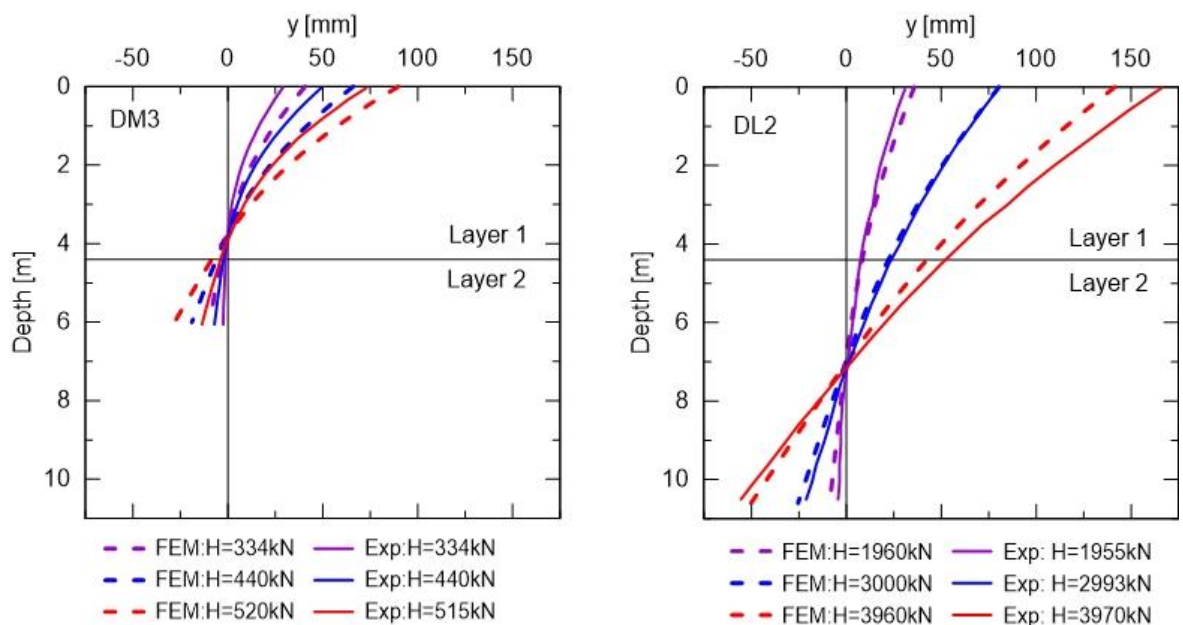 y [mm]
-50 0 50 100 150
0
2
4
6
8
10
Depth [m]
DM3
Layer 1
Layer 2
FEM:H=334kN Exp:H=334kN
FEM:H=440kN Exp:H=440kN
FEM:H=520kN Exp:H=515kN
y [mm]
-50 0 50 100 150
0
2
4
6
8
10
Depth [m]
DL2
Layer 1
Layer 2
FEM:H=1960kN Exp: H=1955kN
FEM:H=3000kN Exp: H=2993kN
FEM:H=3960kN Exp: H=3970kN